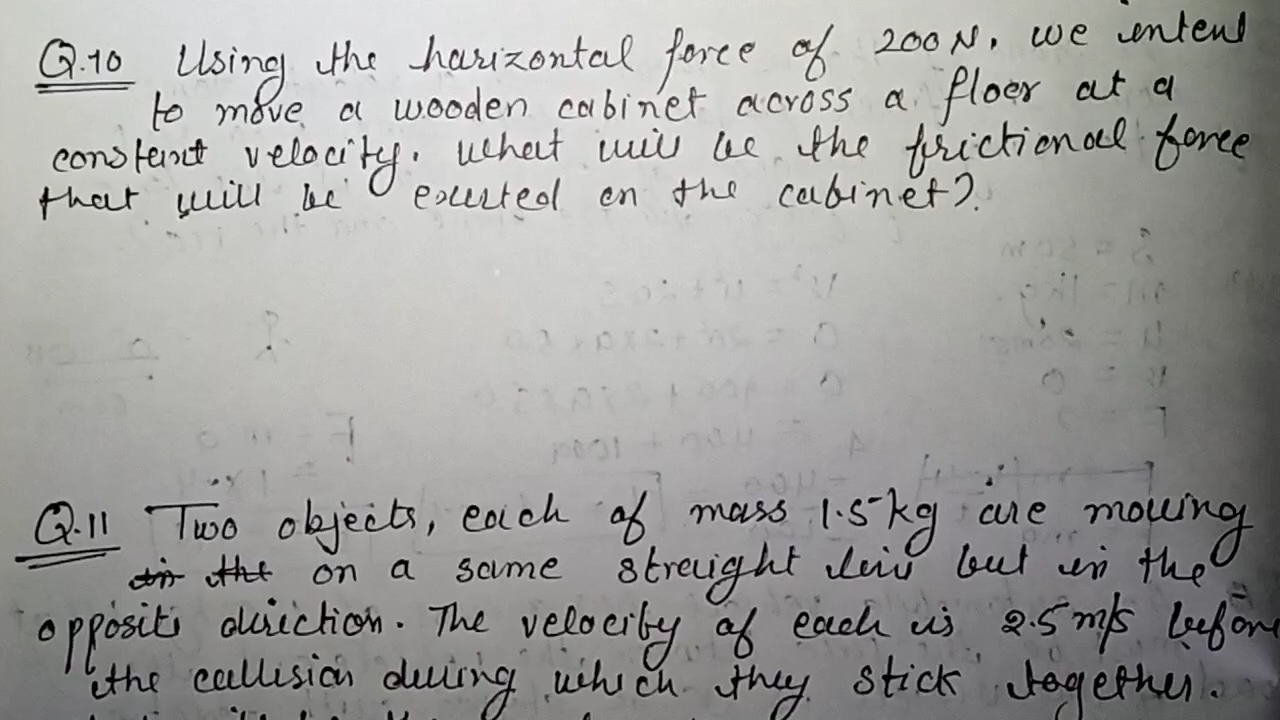 Q.10 Using the harizontal force of 200 N, we intend
to move a wooden cabinet across a floor at a
constant velocity. What will be the frictional force
that will be exerted on the cabinet?
Q.11 Two objects, each of mass 1.5 kg are moving
on a same straight line but in the
opposite direction. The velocity of each is 2.5 m/s before
the collision during which they stick together.